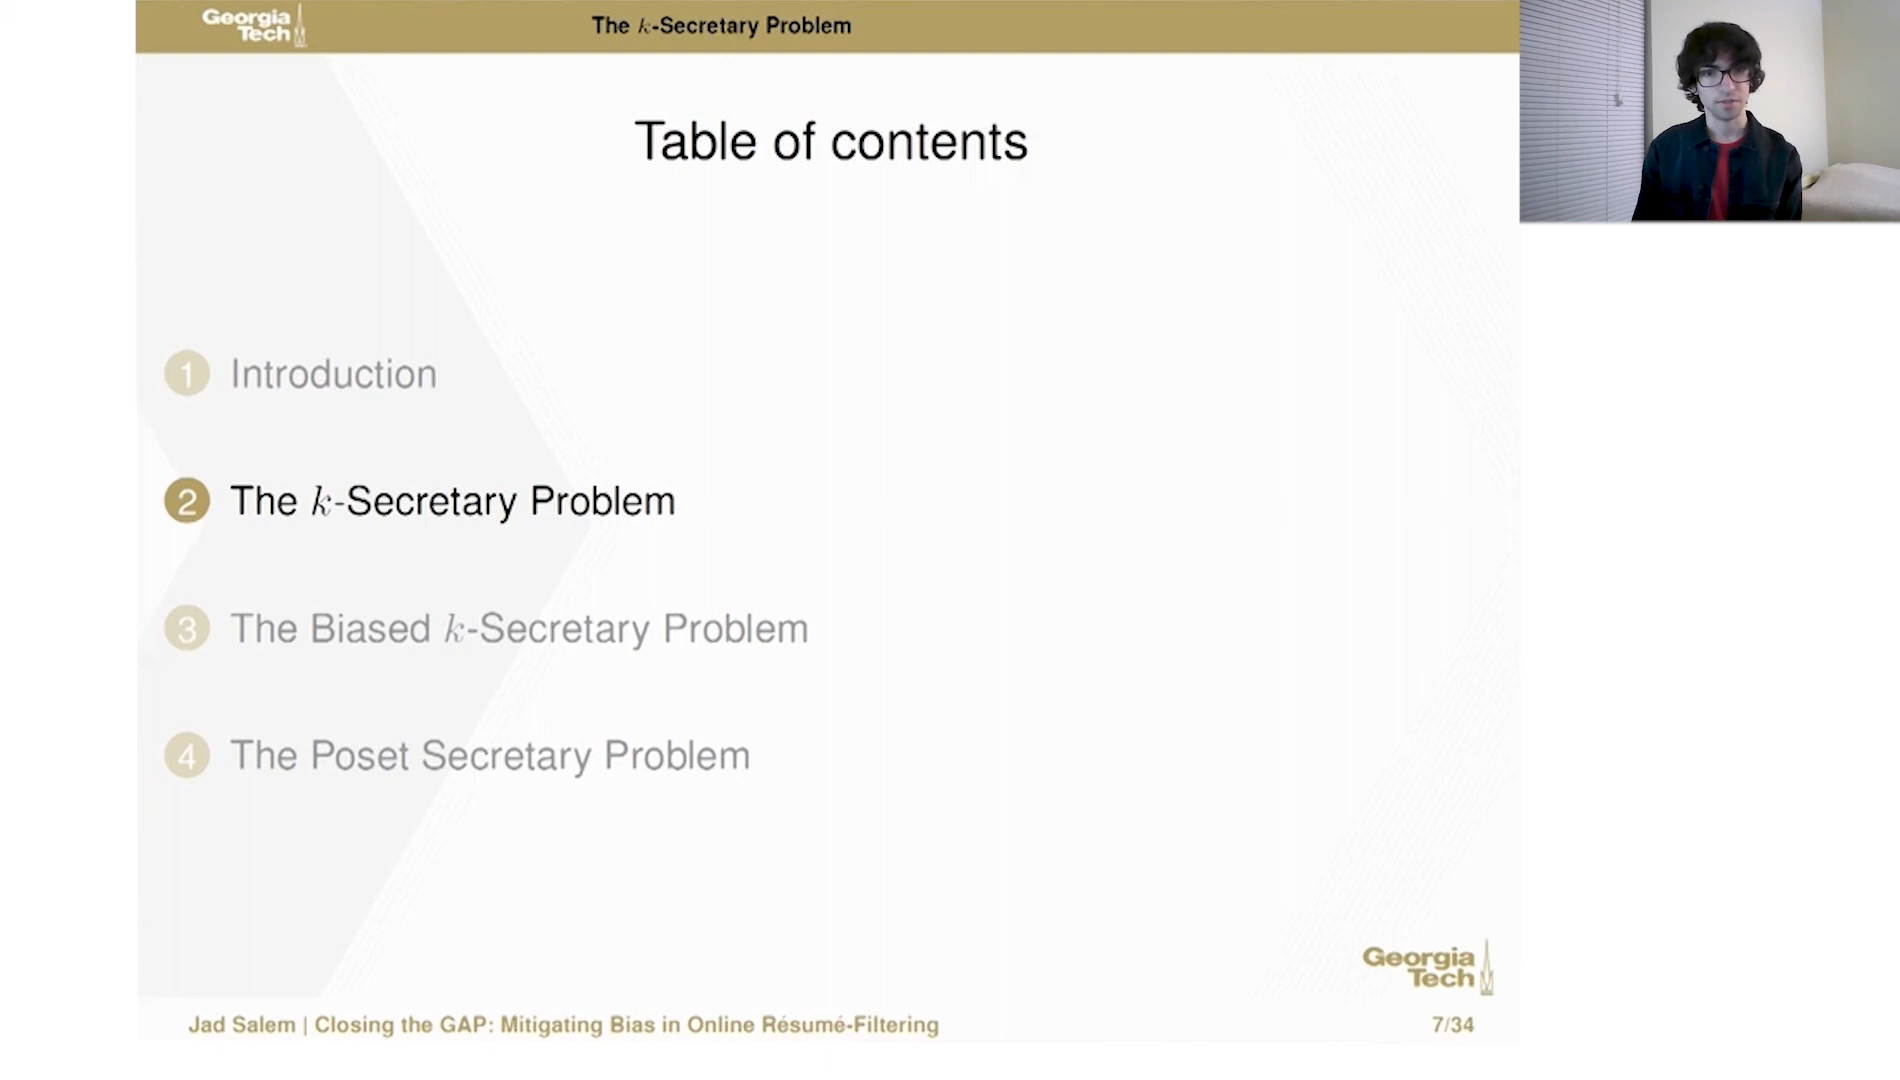 Georgia
Tech
The k-Secretary Problem
Table of contents
1 Introduction
2 The k-Secretary Problem
3 The Biased k-Secretary Problem
4 The Poset Secretary Problem
Georgia
Tech
Jad Salem | Closing the GAP: Mitigating Bias in Online Résumé-Filtering 7/34